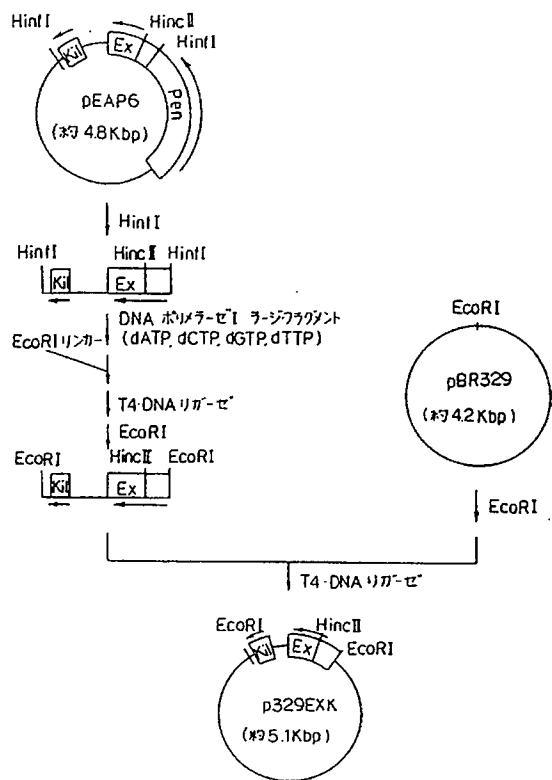 HinfI
HincⅡ
HinfI
Kil
Ex
Pen
pEAP6
(約4.8Kbp)
HinfI
HinfI
HincⅡ
HinfI
Kil
Ex
DNA ポリメラーゼI ラージフラグメント
(dATP, dCTP, dGTP, dTTP)
EcoRIリンカー
T4・DNAリガーゼ
EcoRI
EcoRI
HincⅡ
EcoRI
Kil
Ex
EcoRI
pBR329
(約4.2Kbp)
EcoRI
T4・DNAリガーゼ
EcoRI
HincⅡ
EcoRI
Kil
Ex
p329EXK
(約5.1Kbp)